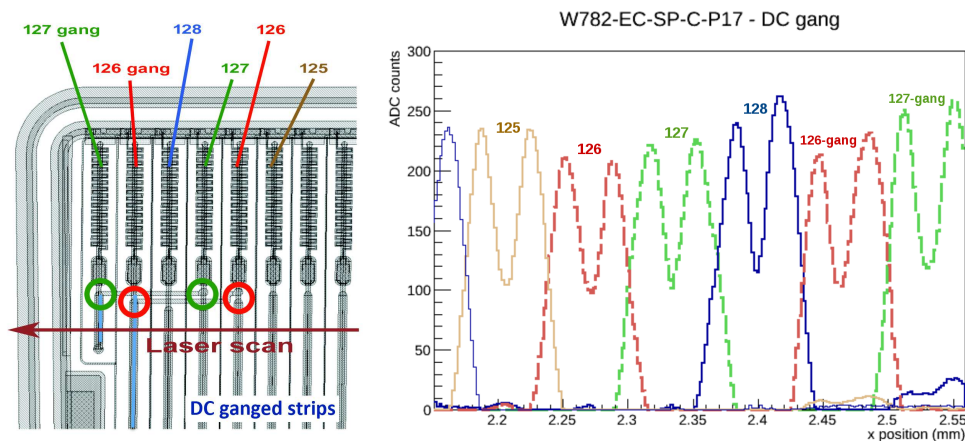 127 gang
128
126
126 gang
127
125
Laser scan
DC ganged strips
W782-EC-SP-C-P17 - DC gang
ADC counts
300
250
200
150
100
50
0
125
126
127
128
126-gang
127-gang
2.2
2.25
2.3
2.35
2.4
2.45
2.5
2.55
x position (mm)